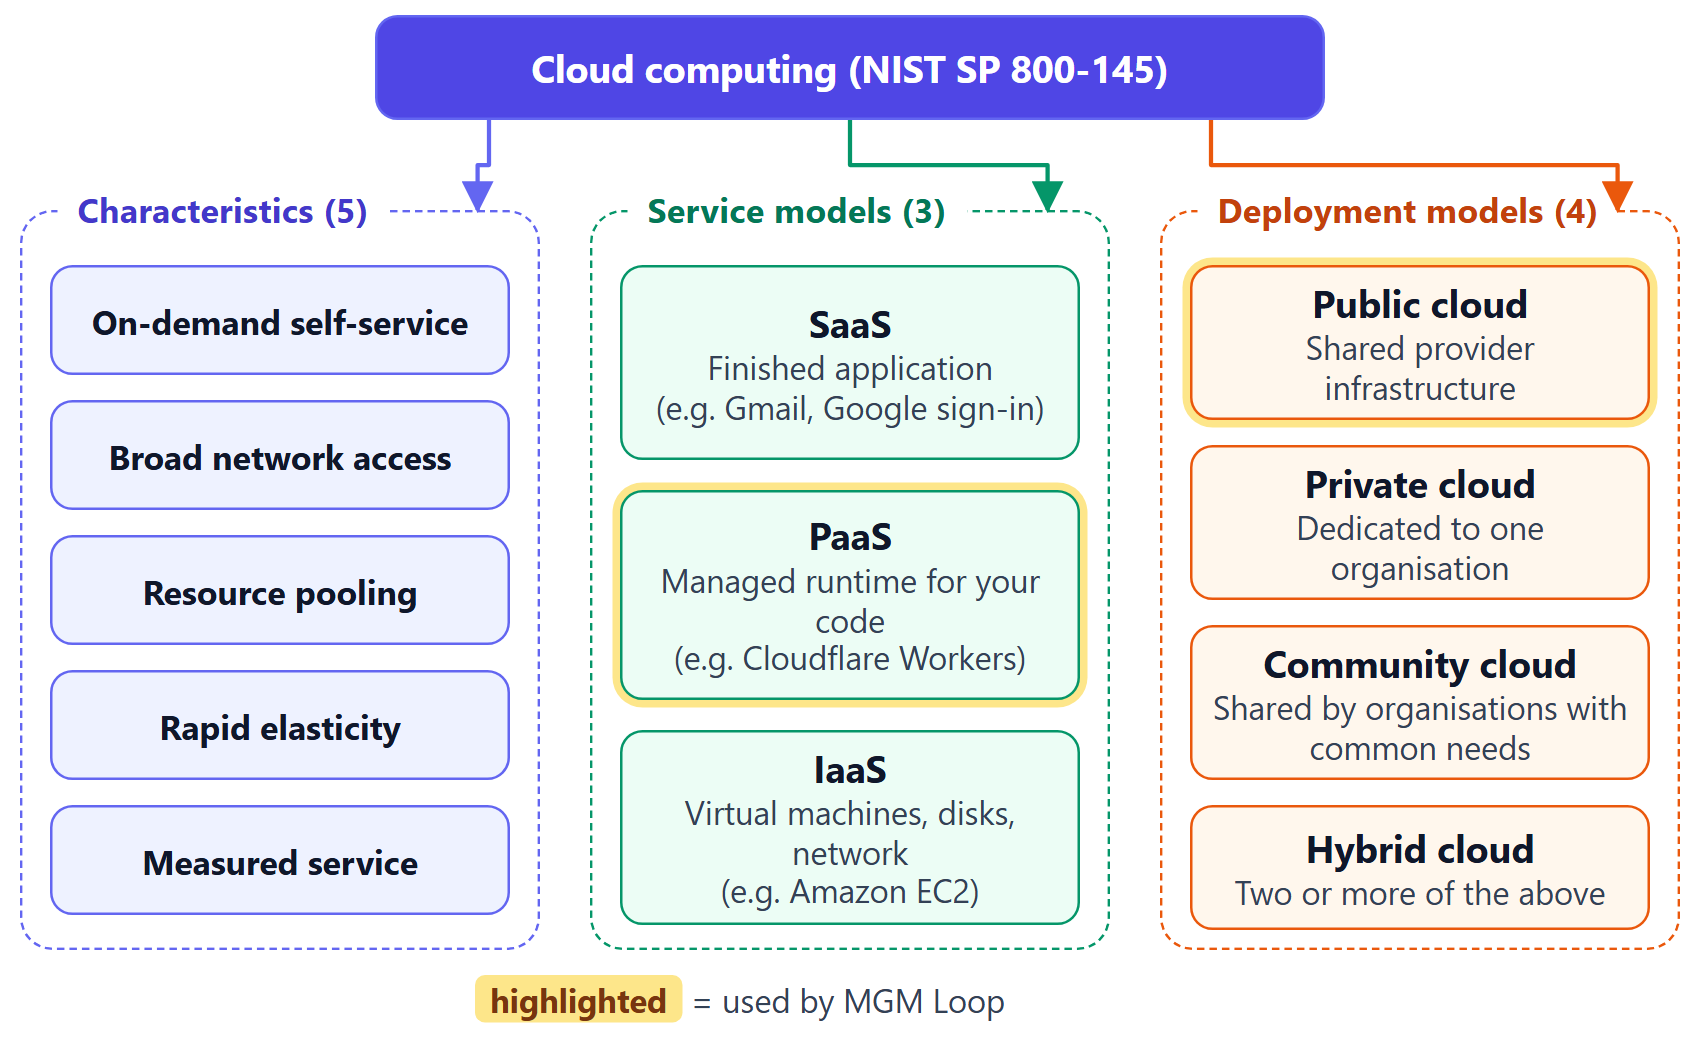 Cloud computing (NIST SP 800-145)
Characteristics (5)
On-demand self-service
Broad network access
Resource pooling
Rapid elasticity
Measured service
Service models (3)
SaaS
Finished application
(e.g. Gmail, Google sign-in)
PaaS
Managed runtime for your
code
(e.g. Cloudflare Workers)
IaaS
Virtual machines, disks,
network
(e.g. Amazon EC2)
Deployment models (4)
Public cloud
Shared provider
infrastructure
Private cloud
Dedicated to one
organisation
Community cloud
Shared by organisations with
common needs
Hybrid cloud
Two or more of the above
highlighted = used by MGM Loop